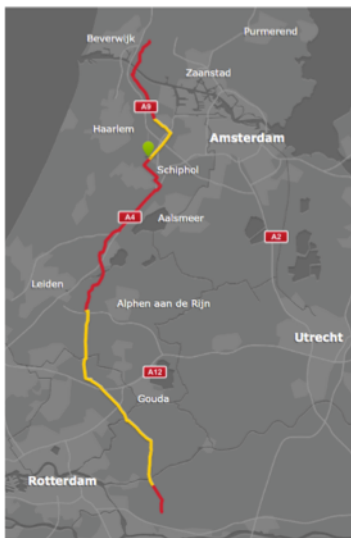 Beverwijk
Purmerend
Zaanstad
A9
Haarlem
Amsterdam
Schiphol
A4
Aalsmeer
A2
Leiden
Alphen aan de Rijn
Utrecht
A12
Gouda
Rotterdam